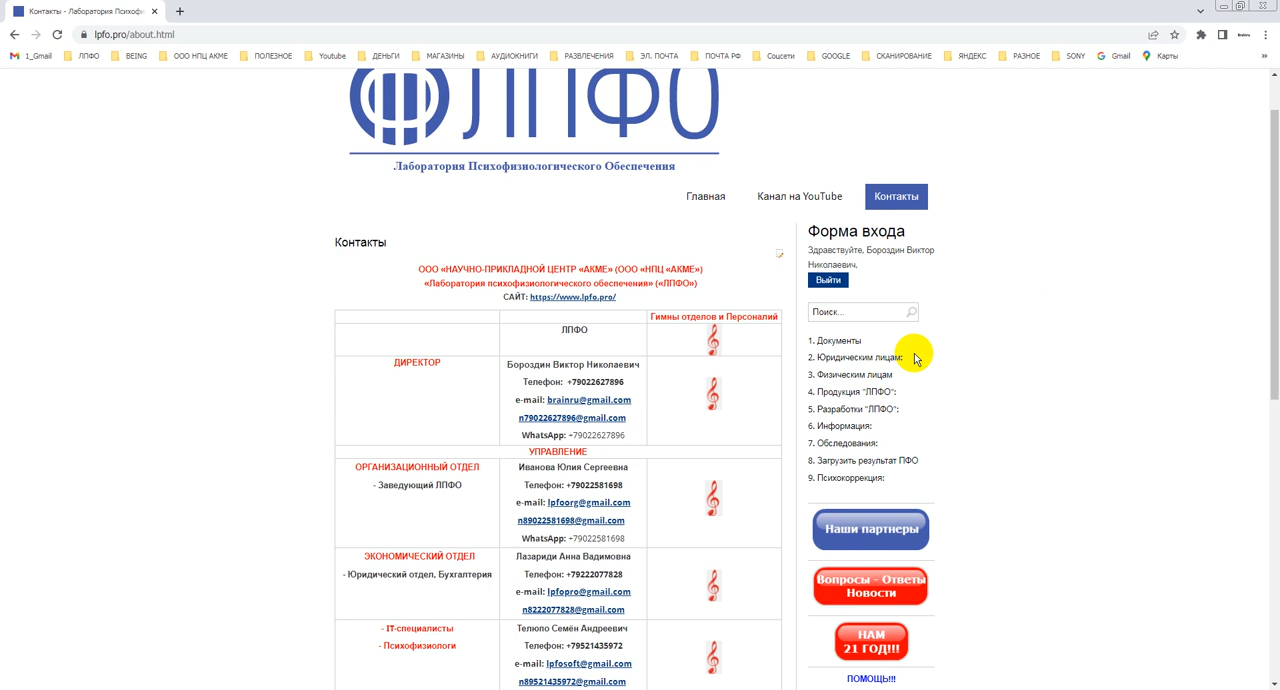 Контакты - Лаборатория Психофи
lpfo.pro/about.html
1_Gmail ЛПФО BEING ООО НПЦ АКМЕ ПОЛЕЗНОЕ Youtube ДЕНЬГИ МАГАЗИНЫ АУДИОКНИГИ РАЗВЛЕЧЕНИЯ ЭЛ. ПОЧТА ПОЧТА РФ Соцсети GOOGLE СКАНИРОВАНИЕ ЯНДЕКС РАЗНОЕ SONY Gmail Карты »
ЛПФО
Лаборатория Психофизиологического Обеспечения
Главная Канал на YouTube Контакты
Контакты
ООО «НАУЧНО-ПРИКЛАДНОЙ ЦЕНТР «АКМЕ» (ООО «НПЦ «АКМЕ»)
«Лаборатория психофизиологического обеспечения» («ЛПФО»)
САЙТ: https://www.lpfo.pro/
Гимны отделов и Персоналий
ЛПФО
ДИРЕКТОР
Бороздин Виктор Николаевич
Телефон: +79022627896
e-mail: brainru@gmail.com
n79022627896@gmail.com
WhatsApp: +79022627896
УПРАВЛЕНИЕ
ОРГАНИЗАЦИОННЫЙ ОТДЕЛ
- Заведующий ЛПФО
Иванова Юлия Сергеевна
Телефон: +79022581698
e-mail: lpfoorg@gmail.com
n89022581698@gmail.com
WhatsApp: +79022581698
ЭКОНОМИЧЕСКИЙ ОТДЕЛ
- Юридический отдел, Бухгалтерия
Лазариди Анна Вадимовна
Телефон: +79222077828
e-mail: lpfopro@gmail.com
n8222077828@gmail.com
- IT-специалисты
- Психофизиологи
Телюпо Семён Андреевич
Телефон: +79521435972
e-mail: lpfosoft@gmail.com
n89521435972@gmail.com
Форма входа
Здравствуйте, Бороздин Виктор
Николаевич,
Выйти
Поиск...
1. Документы
2. Юридическим лицам:
3. Физическим лицам
4. Продукция "ЛПФО":
5. Разработки "ЛПФО":
6. Информация:
7. Обследования:
8. Загрузить результат ПФО
9. Психокоррекция:
Наши партнеры
Вопросы - Ответы
Новости
НАМ
21 ГОД!!!
ПОМОЩЬ!!!